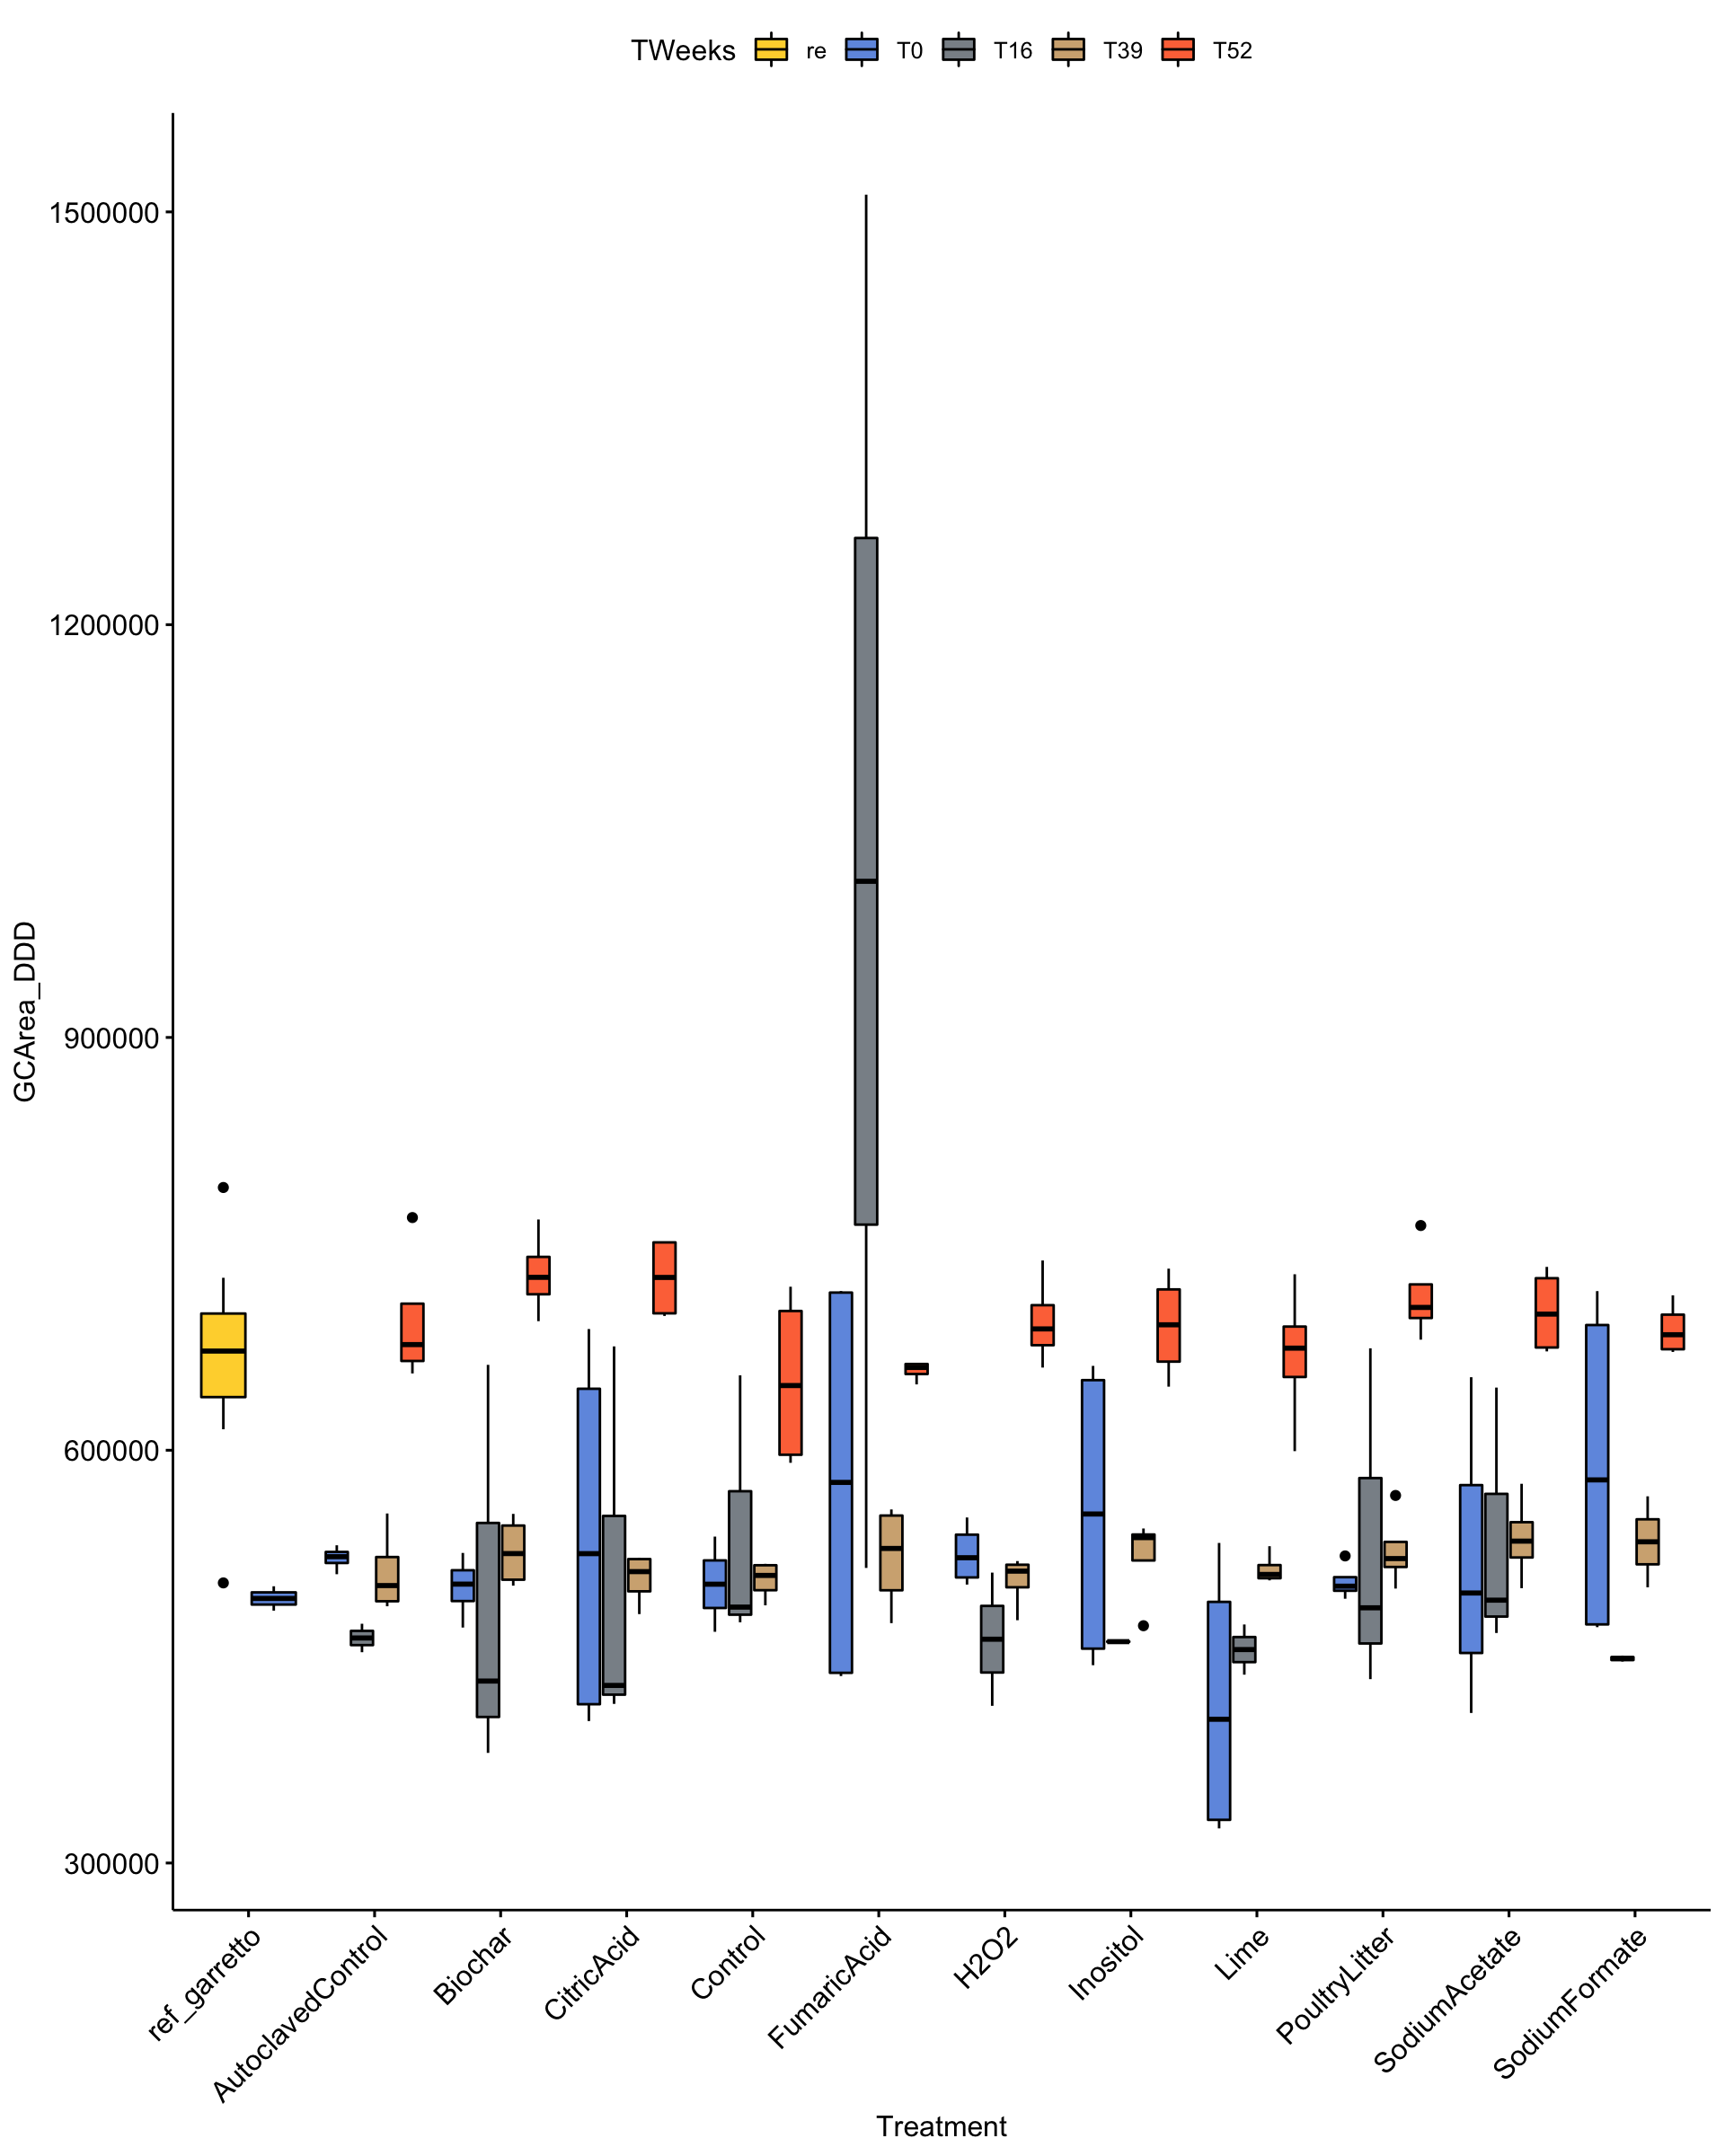 TWeeks re T0 T16 T39 T52
1500000
1200000
900000
600000
300000
GCArea_DDD
ref_garretto
AutoclavedControl
Biochar
CitricAcid
Control
FumaricAcid
H2O2
Inositol
Lime
PoultryLitter
SodiumAcetate
SodiumFormate
Treatment